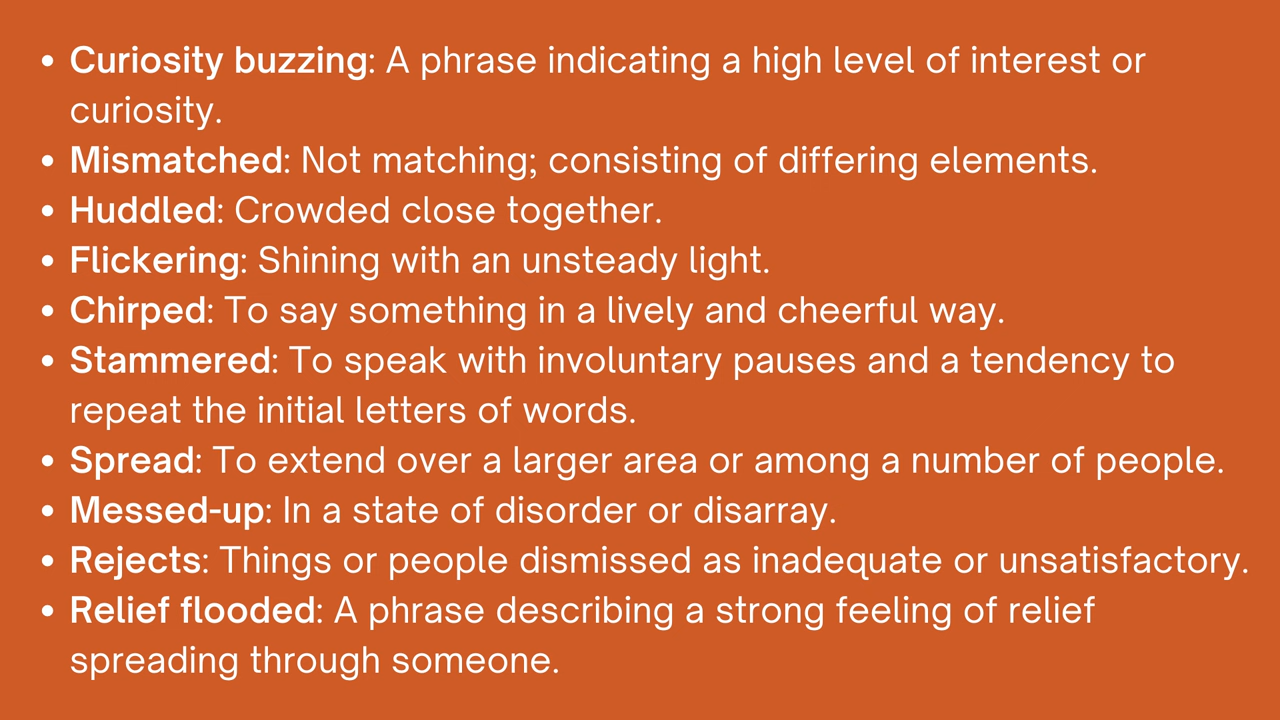 • Curiosity buzzing: A phrase indicating a high level of interest or
curiosity.
• Mismatched: Not matching; consisting of differing elements.
• Huddled: Crowded close together.
• Flickering: Shining with an unsteady light.
• Chirped: To say something in a lively and cheerful way.
• Stammered: To speak with involuntary pauses and a tendency to
repeat the initial letters of words.
• Spread: To extend over a larger area or among a number of people.
• Messed-up: In a state of disorder or disarray.
• Rejects: Things or people dismissed as inadequate or unsatisfactory.
• Relief flooded: A phrase describing a strong feeling of relief
spreading through someone.